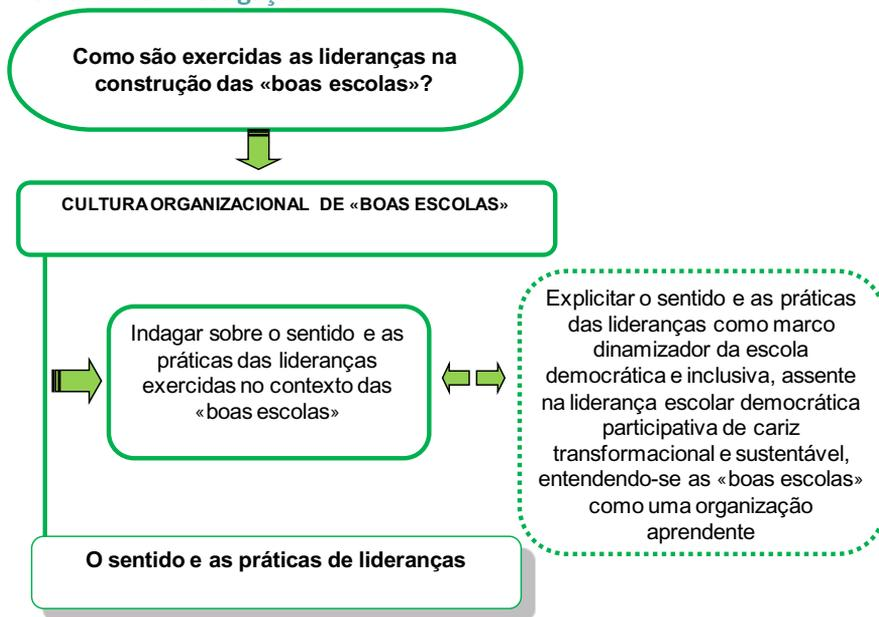 Como são exercidas as lideranças na
construção das «boas escolas»?
CULTURA ORGANIZACIONAL DE «BOAS ESCOLAS»
Indagar sobre o sentido e as
práticas das lideranças
exercidas no contexto das
«boas escolas»
Explicitar o sentido e as práticas
das lideranças como marco
dinamizador da escola
democrática e inclusiva, assente
na liderança escolar democrática
participativa de cariz
transformacional e sustentável,
entendendo-se as «boas escolas»
como uma organização
aprendente
O sentido e as práticas de lideranças